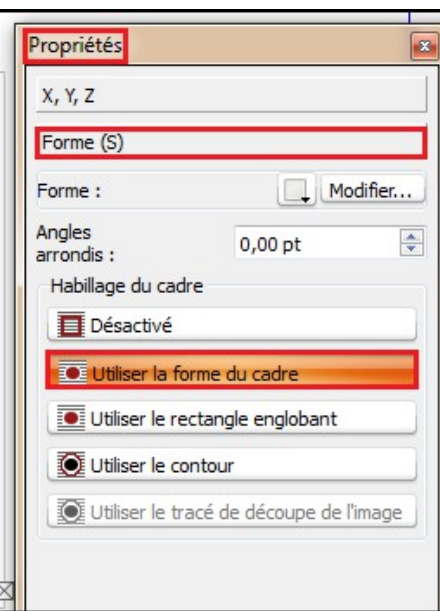 Propriétés
X, Y, Z
Forme (S)
Forme :
Modifier...
Angles
arrondis :
0,00 pt
Habillage du cadre
Désactivé
Utiliser la forme du cadre
Utiliser le rectangle englobant
Utiliser le contour
Utiliser le tracé de découpe de l'image